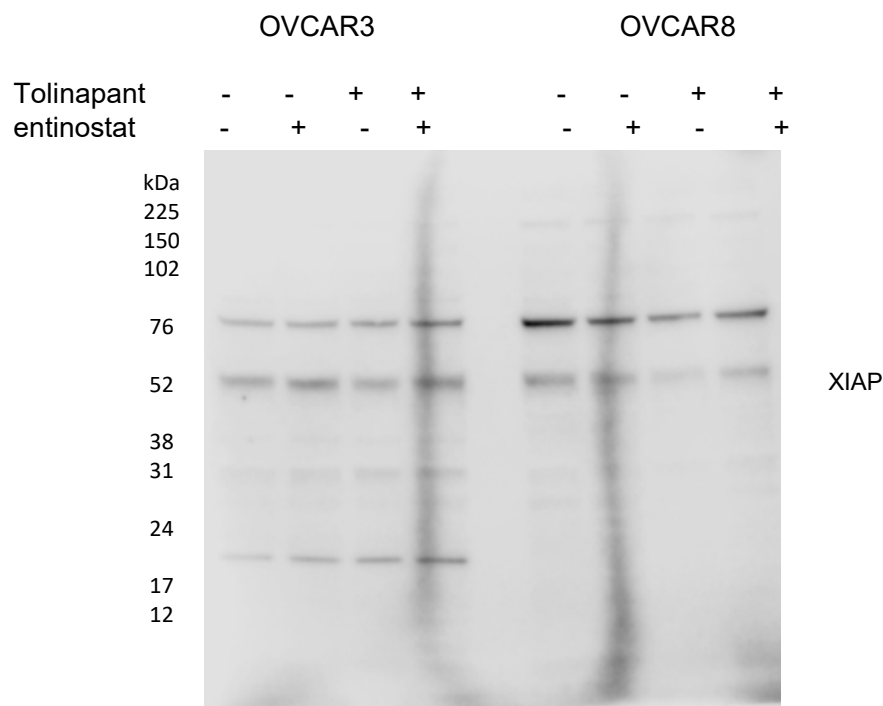 OVCAR3 OVCAR8
Tolinapant - - + + - - + +
entinostat - + - + - + - +
kDa
225
150
102
76
52 XIAP
38
31
24
17
12